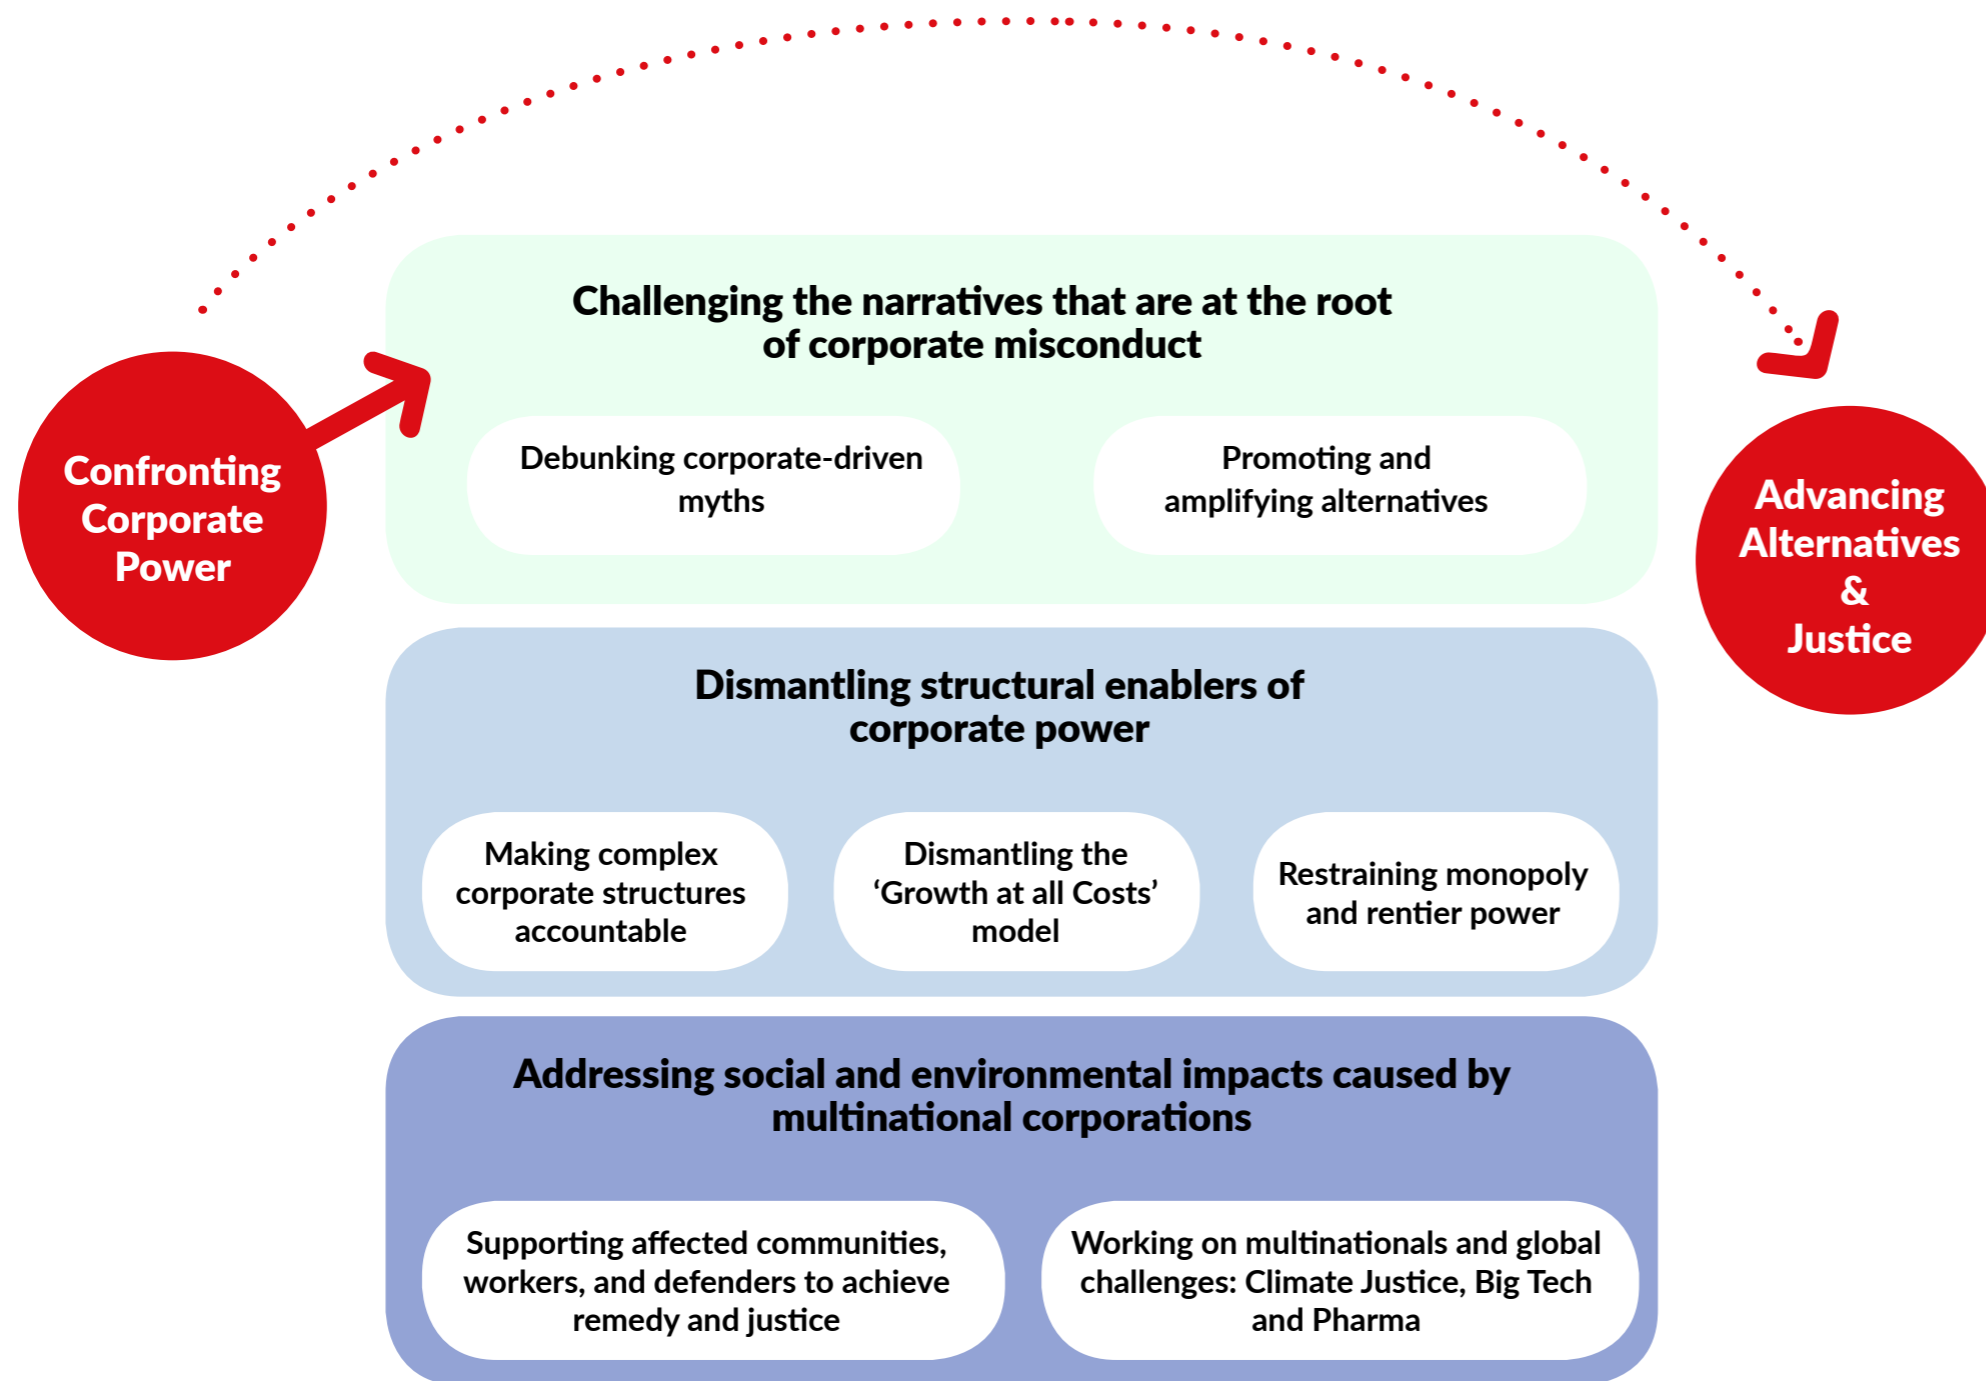 Confronting
Corporate
Power
Challenging the narratives that are at the root
of corporate misconduct
Debunking corporate-driven
myths
Promoting and
amplifying alternatives
Dismantling structural enablers of
corporate power
Making complex
corporate structures
accountable
Dismantling the
‘Growth at all Costs’
model
Restraining monopoly
and rentier power
Addressing social and environmental impacts caused by
multinational corporations
Supporting affected communities,
workers, and defenders to achieve
remedy and justice
Working on multinationals and global
challenges: Climate Justice, Big Tech
and Pharma
Advancing
Alternatives
&
Justice